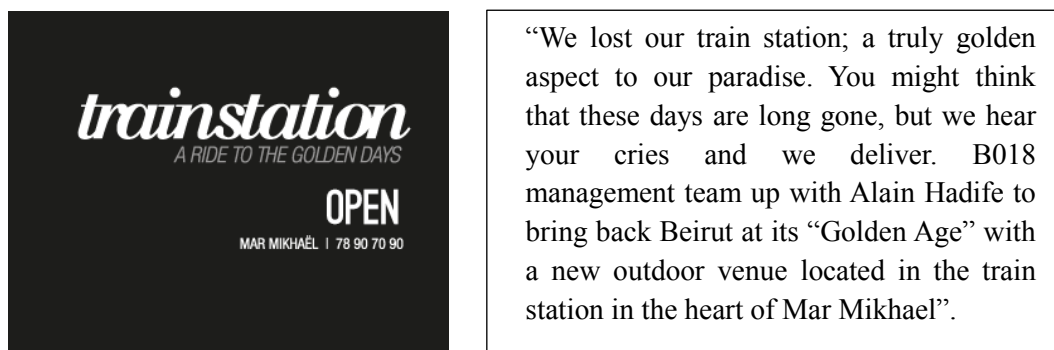 trainstation
A RIDE TO THE GOLDEN DAYS
OPEN
MAR MIKHAËL | 78 90 70 90
“We lost our train station; a truly golden
aspect to our paradise. You might think
that these days are long gone, but we hear
your cries and we deliver. B018
management team up with Alain Hadife to
bring back Beirut at its “Golden Age” with
a new outdoor venue located in the train
station in the heart of Mar Mikhael”.